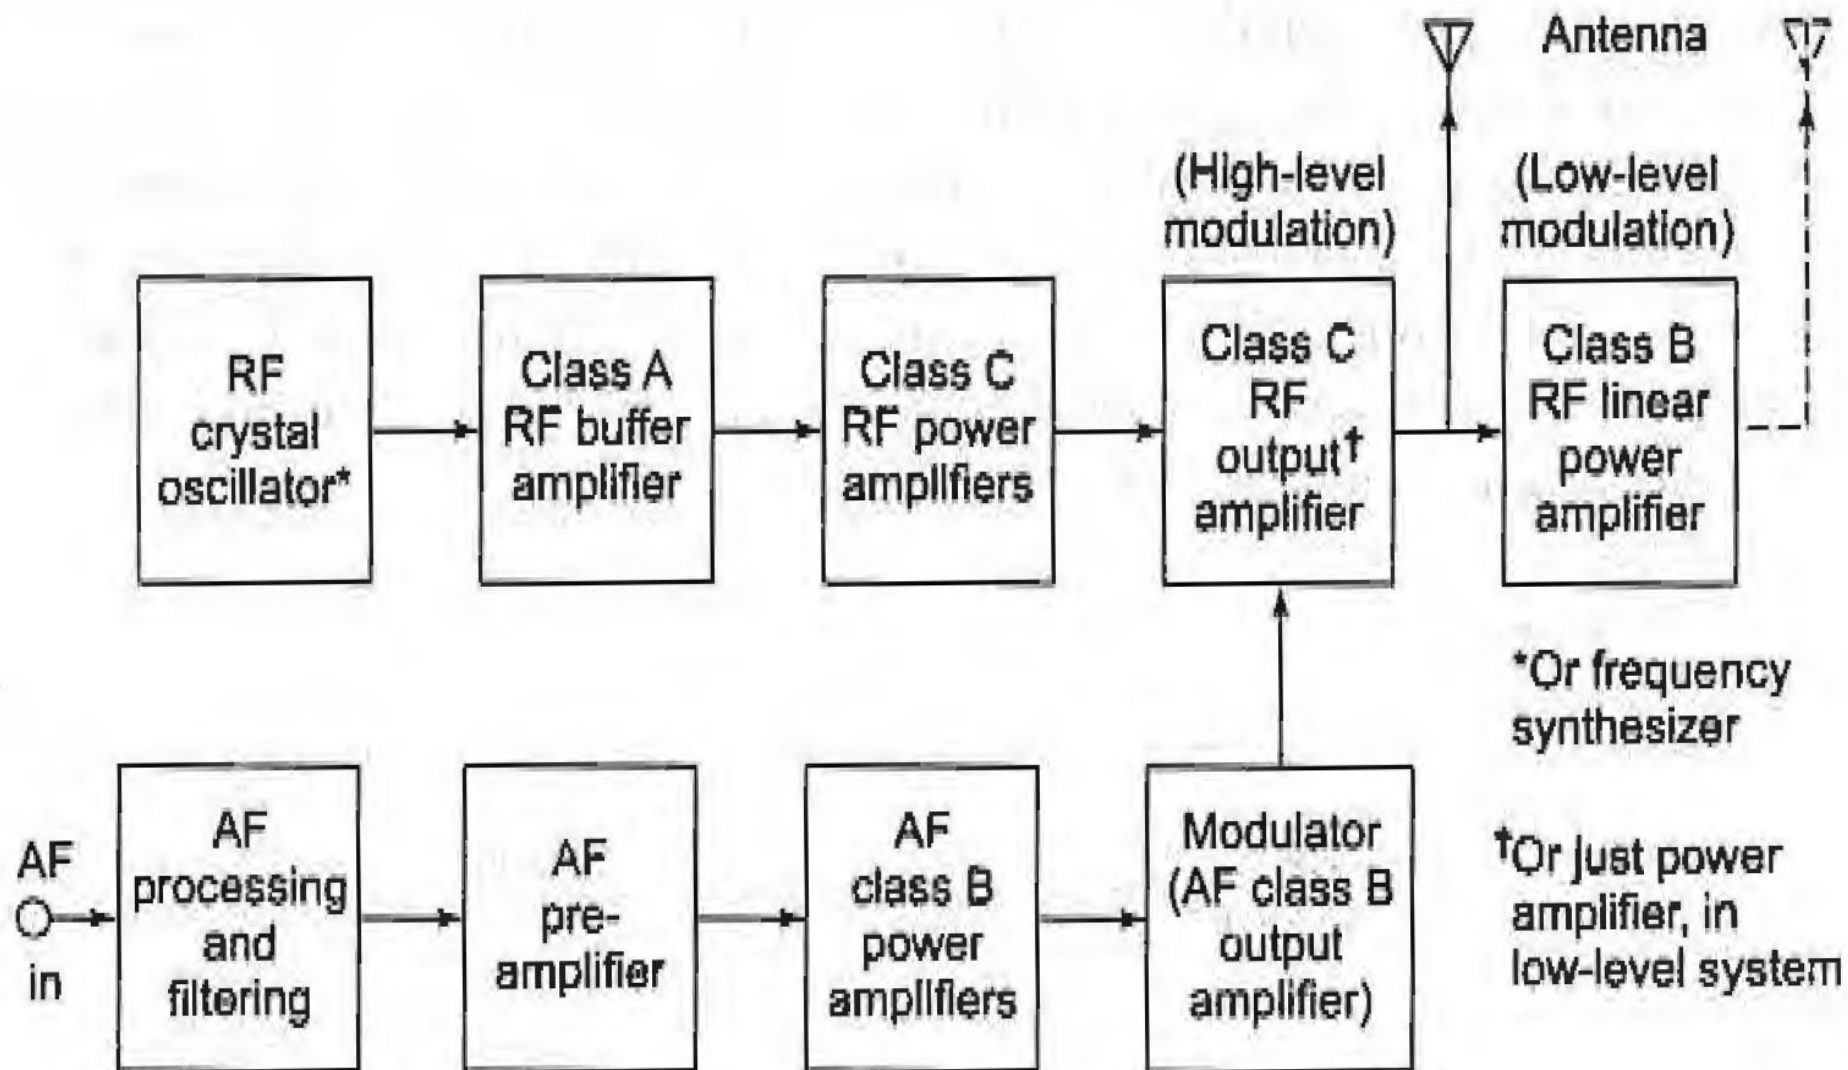 Antenna
(High-level
modulation)
(Low-level
modulation)
RF
crystal
oscillator*
Class A
RF buffer
amplifier
Class C
RF power
amplifiers
Class C
RF
output†
amplifier
Class B
RF linear
power
amplifier
*Or frequency
synthesizer
AF
in
AF
processing
and
filtering
AF
pre-
amplifier
AF
class B
power
amplifiers
Modulator
(AF class B
output
amplifier)
†Or just power
amplifier, in
low-level system